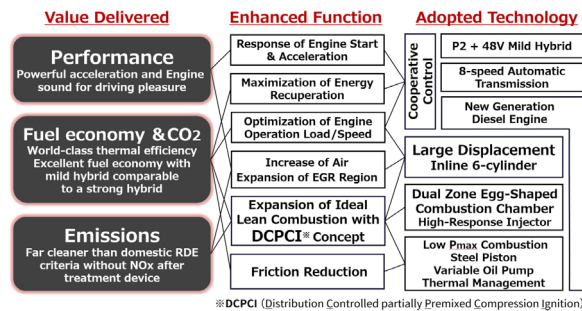 Value Delivered
Enhanced Function
Adopted Technology
Performance
Powerful acceleration and Engine
sound for driving pleasure
Fuel economy &CO2
World-class thermal efficiency
Excellent fuel economy with
mild hybrid comparable
to a strong hybrid
Emissions
Far cleaner than domestic RDE
criteria without NOx after
treatment device
Response of Engine Start
& Acceleration
Maximization of Energy
Recuperation
Optimization of Engine
Operation Load/Speed
Increase of Air
Expansion of EGR Region
Expansion of Ideal
Lean Combustion with
DCPCI※ Concept
Friction Reduction
Cooperative
Control
P2 + 48V Mild Hybrid
8-speed Automatic
Transmission
New Generation
Diesel Engine
Large Displacement
Inline 6-cylinder
Dual Zone Egg-Shaped
Combustion Chamber
High-Response Injector
Low Pmax Combustion
Steel Piston
Variable Oil Pump
Thermal Management
※DCPCI (Distribution Controlled partially Premixed Compression Ignition)